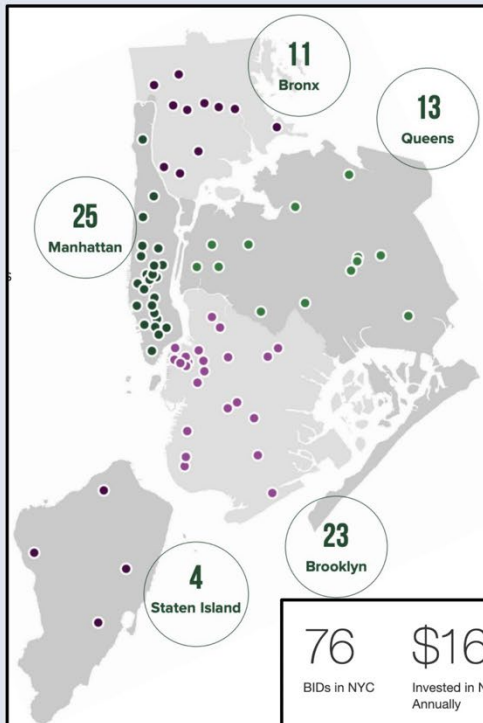 11
Bronx
13
Queens
25
Manhattan
23
Brooklyn
4
Staten Island
76
BIDs in NYC
$16
Invested in N
Annually